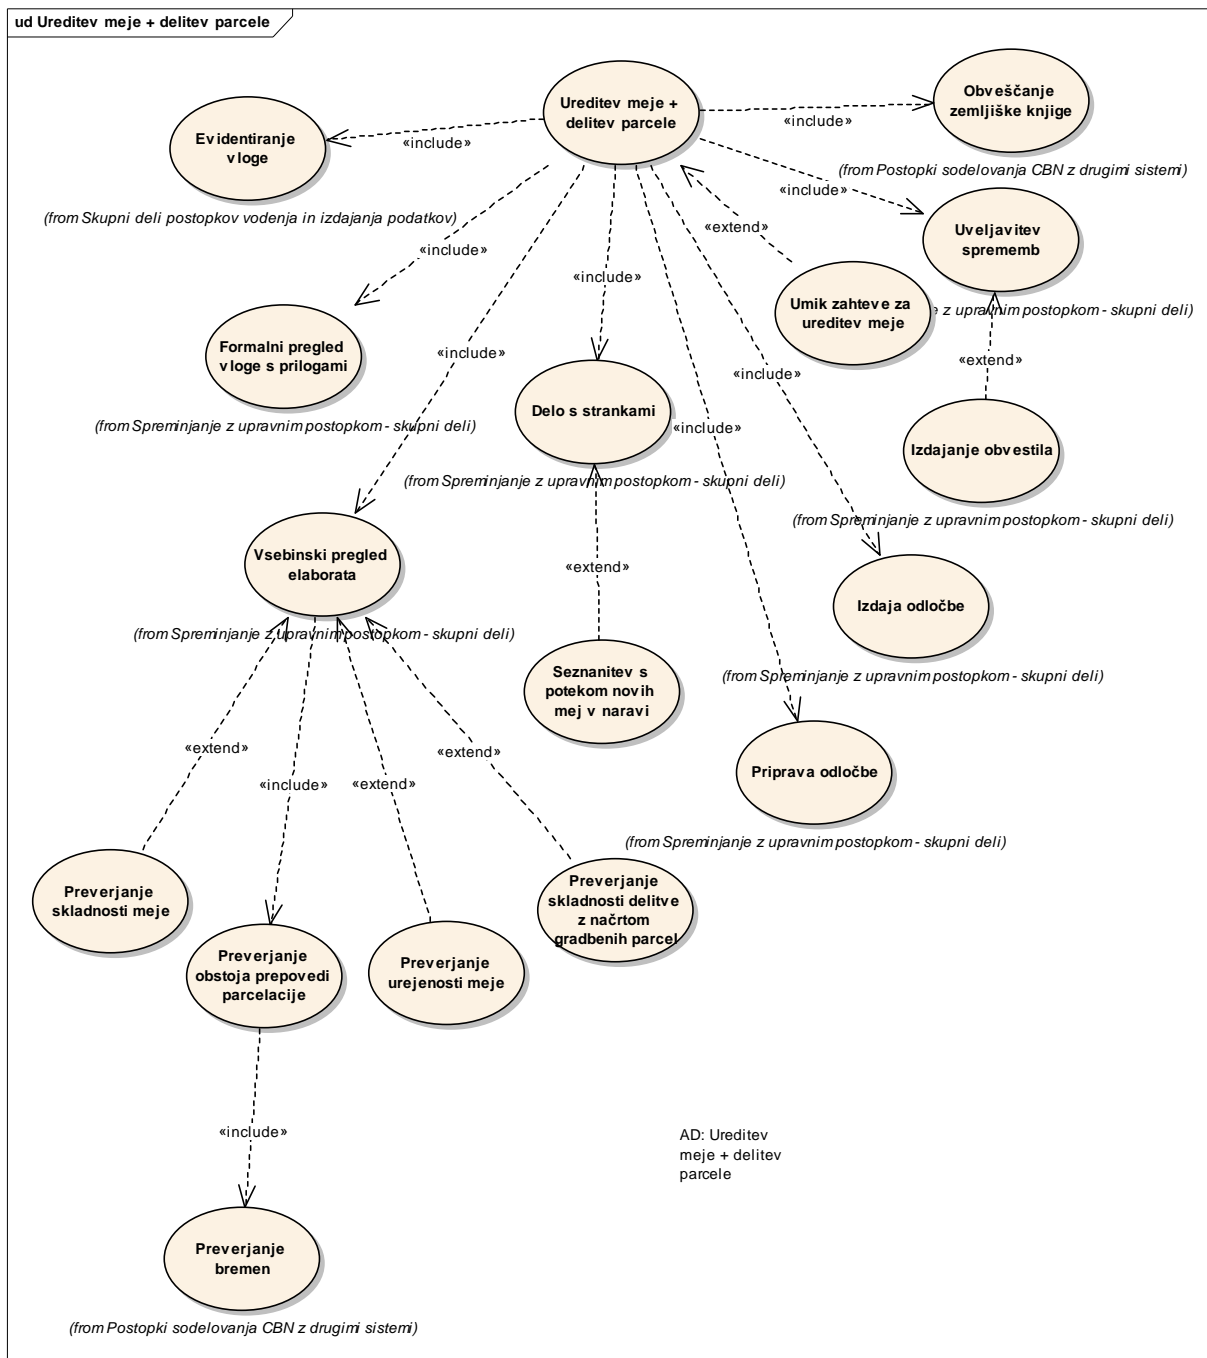 ud Ureditev meje + delitev parcele
Ureditev meje +
delitev parcele
Obveščanje
zemljiške knjige
«include»
(from Postopki sodelovanja CBN z drugimi sistemi)
Evidentiranje
vloge
«include»
(from Skupni deli postopkov vodenja in izdajanja podatkov)
«include»
Uveljavitev
sprememb
e z upravnim postopkom - skupni deli)
«extend»
Umik zahteve za
ureditev meje
«include»
Formalni pregled
vloge s prilogami
(from Spreminjanje z upravnim postopkom - skupni deli)
«include»
«include»
Delo s strankami
(from Spreminjanje z upravnim postopkom - skupni deli)
«include»
«include»
«extend»
Izdajanje obvestila
(from Spreminjanje z upravnim postopkom - skupni deli)
Vsebinski pregled
elaborata
(from Spreminjanje z upravnim postopkom - skupni deli)
«extend»
Izdaja odločbe
(from Spreminjanje z upravnim postopkom - skupni deli)
Seznanitev s
potekom novih
mej v naravi
Priprava odločbe
(from Spreminjanje z upravnim postopkom - skupni deli)
«extend»
«include»
«extend»
«extend»
Preverjanje
skladnosti meje
Preverjanje
obstoja prepovedi
parcelacije
Preverjanje
urejenosti meje
Preverjanje
skladnosti delitve
z načrtom
gradbenih parcel
«include»
AD: Ureditev
meje + delitev
parcele
Preverjanje
bremen
(from Postopki sodelovanja CBN z drugimi sistemi)